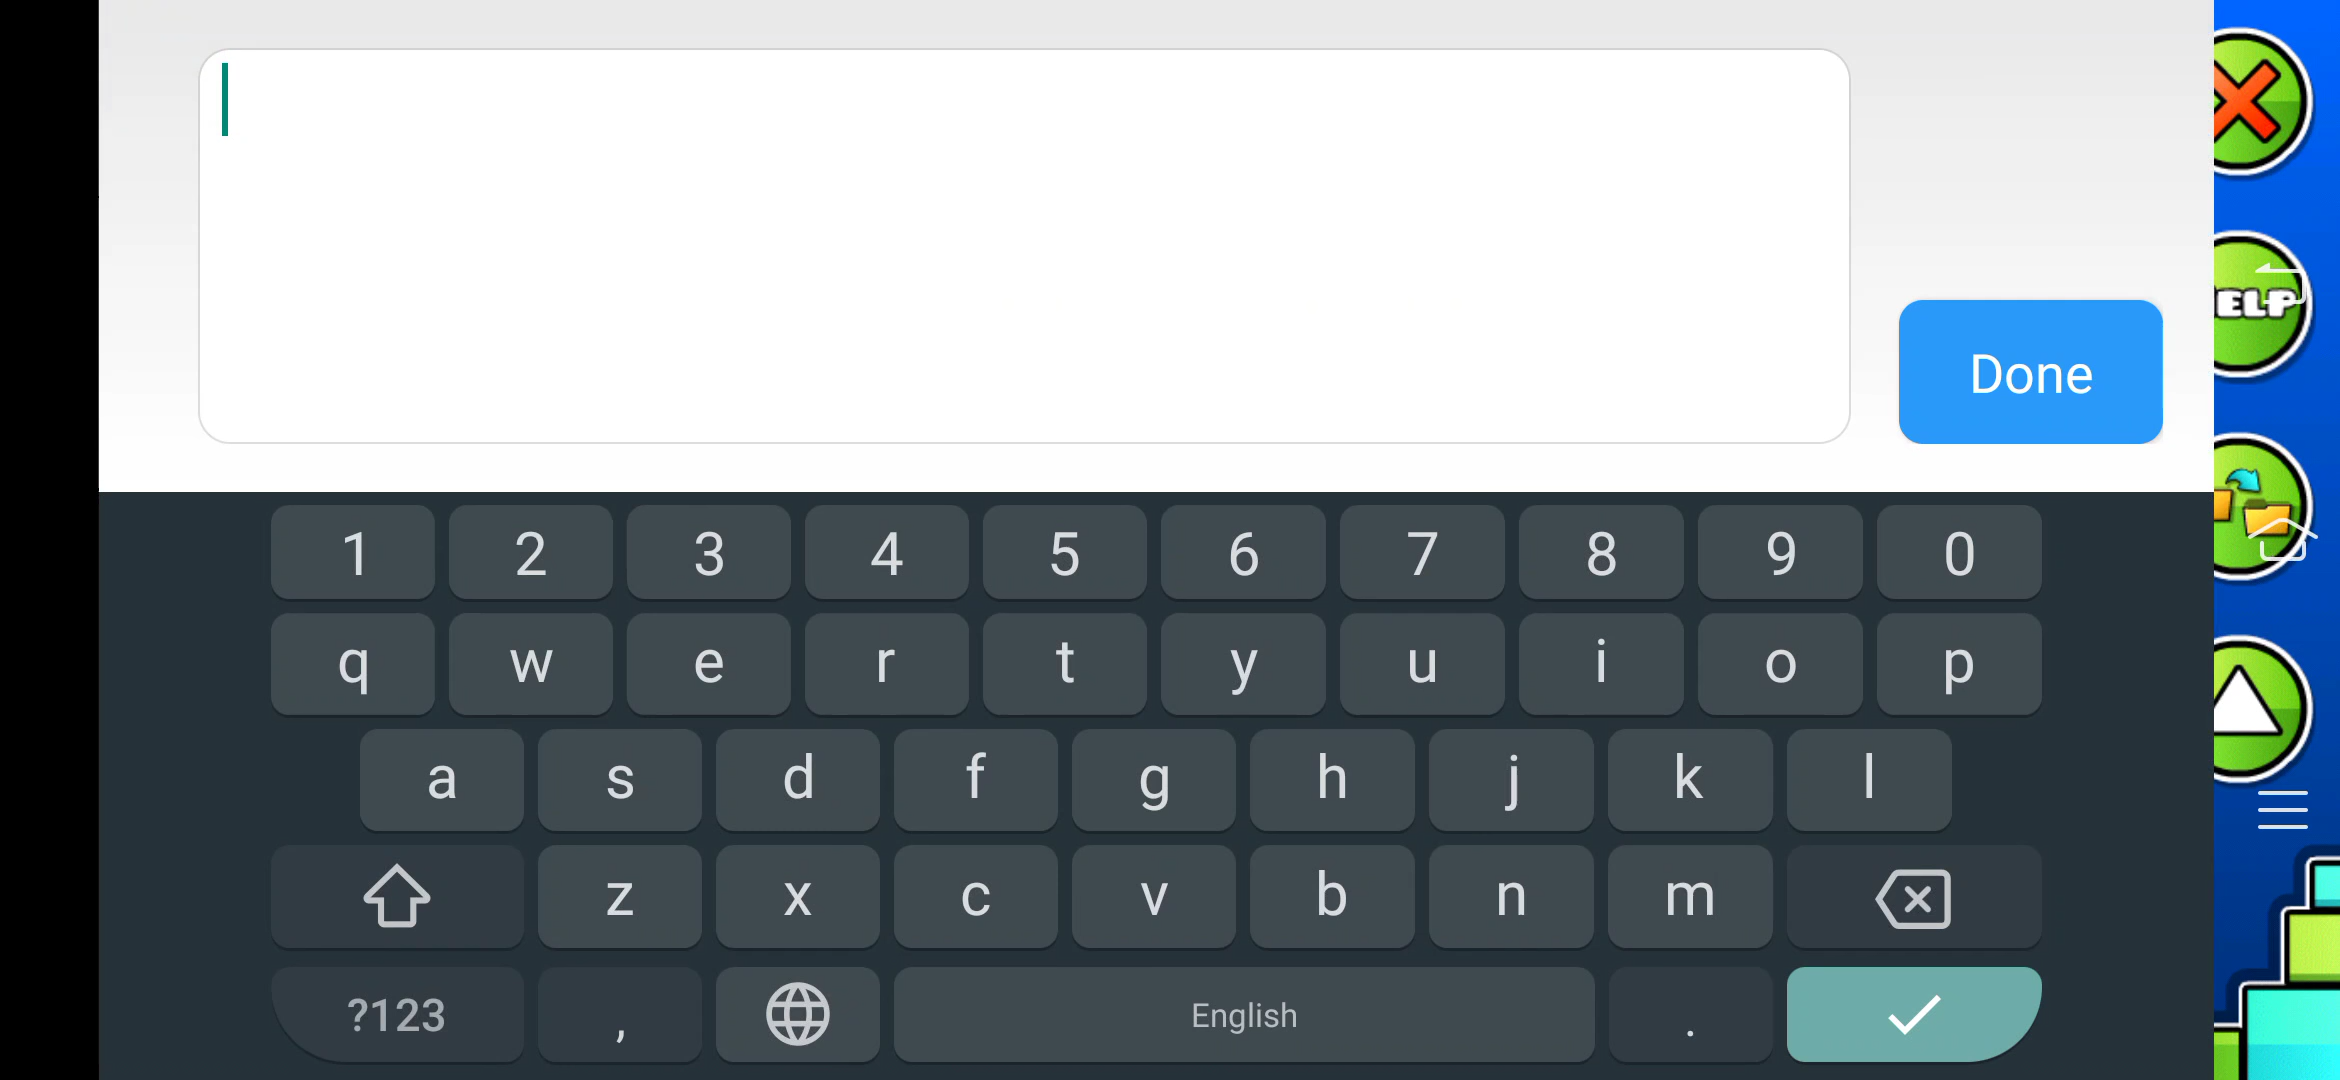 Done
ELP
1 2 3 4 5 6 7 8 9 0
q w e r t y u i o p
a s d f g h j k l
z x c v b n m
?123 , English .